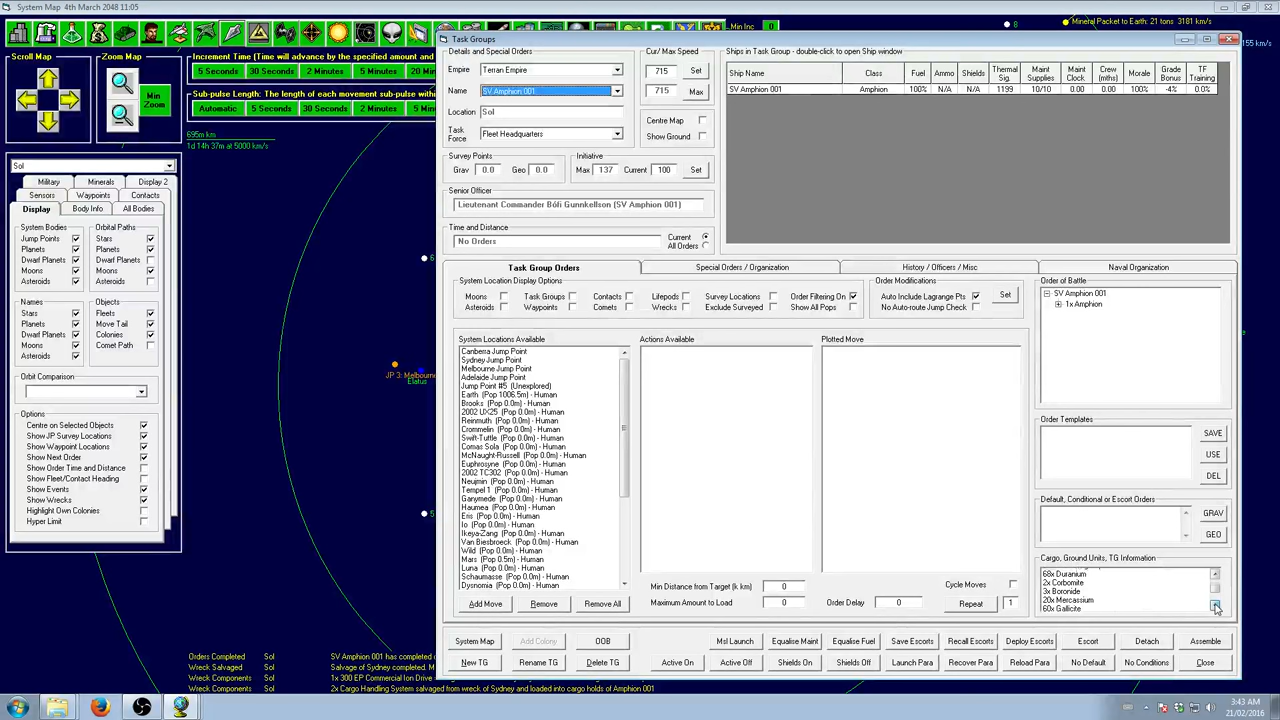 System Map 4th March 2048 11:05
8
Mineral Packet to Earth: 21 tons 3181 km/s
Scroll Map
Zoom Map
Min Zoom
Increment Time (Time will advance by the specified amount and
5 Seconds
30 Seconds
2 Minutes
5 Minutes
Sub-pulse Length: The length of each movement sub-pulse within
Automatic
5 Seconds
30 Seconds
2 Minutes
695m km
1d 14h 37m at 5000 km/s
155 km/s
Sol
Military
Minerals
Display 2
Sensors
Waypoints
Contacts
Display
Body Info
All Bodies
System Bodies
Jump Points
Planets
Dwarf Planets
Moons
Asteroids
Orbital Paths
Stars
Planets
Dwarf Planets
Moons
Asteroids
Names
Stars
Planets
Dwarf Planets
Moons
Asteroids
Objects
Fleets
Move Tail
Colonies
Comet Path
Orbit Comparison
Options
Centre on Selected Objects
Show JP Survey Locations
Show Waypoint Locations
Show Next Order
Show Order Time and Distance
Show Fleet/Contact Heading
Show Events
Show Wrecks
Highlight Own Colonies
Hyper Limit
6
JP 3: Melbourne
Elatus
5
Task Groups
Details and Special Orders
Empire
Terran Empire
Name
SV Amphion 001
Location
Sol
Task Force
Fleet Headquarters
Cur/ Max Speed
715
Set
715
Max
Centre Map
Show Ground
Survey Points
Grav
0.0
Geo
0.0
Initiative
Max
137
Current
100
Set
Senior Officer
Lieutenant Commander Bófi Gunnkellson (SV Amphion 001)
Time and Distance
No Orders
Current
All Orders
Ships in Task Group - double-click to open Ship window
Ship Name
Class
Fuel
Ammo
Shields
Thermal Sig.
Maint Supplies
Maint Clock
Crew (mths)
Morale
Grade Bonus
TF Training
SV Amphion 001
Amphion
100%
N/A
N/A
1199
10/10
0.00
0.00
100%
-4%
0.0%
Task Group Orders
Special Orders / Organization
History / Officers / Misc
Naval Organization
System Location Display Options
Moons
Task Groups
Contacts
Lifepods
Survey Locations
Order Filtering On
Asteroids
Waypoints
Comets
Wrecks
Exclude Surveyed
Show All Pops
Order Modifications
Auto Include Lagrange Pts
No Auto-route Jump Check
Set
Order of Battle
SV Amphion 001
1x Amphion
System Locations Available
Actions Available
Plotted Move
Canberra Jump Point
Sydney Jump Point
Melbourne Jump Point
Adelaide Jump Point
Jump Point #5 (Unexplored)
Earth (Pop 1006.5m) - Human
Brooks (Pop 0.0m) - Human
2002 UX25 (Pop 0.0m) - Human
Reinmuth (Pop 0.0m) - Human
Crommelin (Pop 0.0m) - Human
Swift-Tuttle (Pop 0.0m) - Human
Comas Sola (Pop 0.0m) - Human
McNaught-Russell (Pop 0.0m) - Human
Euphrosyne (Pop 0.0m) - Human
2002 TC302 (Pop 0.0m) - Human
Neujmin (Pop 0.0m) - Human
Tempel 1 (Pop 0.0m) - Human
Ganymede (Pop 0.0m) - Human
Haumea (Pop 0.0m) - Human
Eris (Pop 0.0m) - Human
Io (Pop 0.0m) - Human
Ikeya-Zang (Pop 0.0m) - Human
Van Biesbroeck (Pop 0.0m) - Human
Wild (Pop 0.0m) - Human
Mars (Pop 0.5m) - Human
Luna (Pop 0.0m) - Human
Schaumasse (Pop 0.0m) - Human
Dysnomia (Pop 0.0m) - Human
Order Templates
SAVE
USE
DEL
Default, Conditional or Escort Orders
GRAV
GEO
Cargo, Ground Units, TG Information
68x Duranium
2x Corbomite
3x Boronide
20x Mercassium
60x Gallicite
Min Distance from Target (k km)
0
Cycle Moves
Maximum Amount to Load
0
Order Delay
0
Repeat
1
Add Move
Remove
Remove All
System Map
Add Colony
OOB
Msl Launch
Equalise Maint
Equalise Fuel
Save Escorts
Recall Escorts
Deploy Escorts
Escort
Detach
Assemble
New TG
Rename TG
Delete TG
Active On
Active Off
Shields On
Shields Off
Launch Para
Recover Para
Reload Para
No Default
No Conditions
Close
Orders Completed
Sol
SV Amphion 001 has completed
Wreck Salvaged
Sol
Salvage of Sydney completed.
Wreck Components
Sol
1x 300 EP Commercial Ion Drive
Wreck Components
Sol
2x Cargo Handling System salvaged from wreck of Sydney and loaded into cargo holds of Amphion 001
3:43 AM
21/02/2016